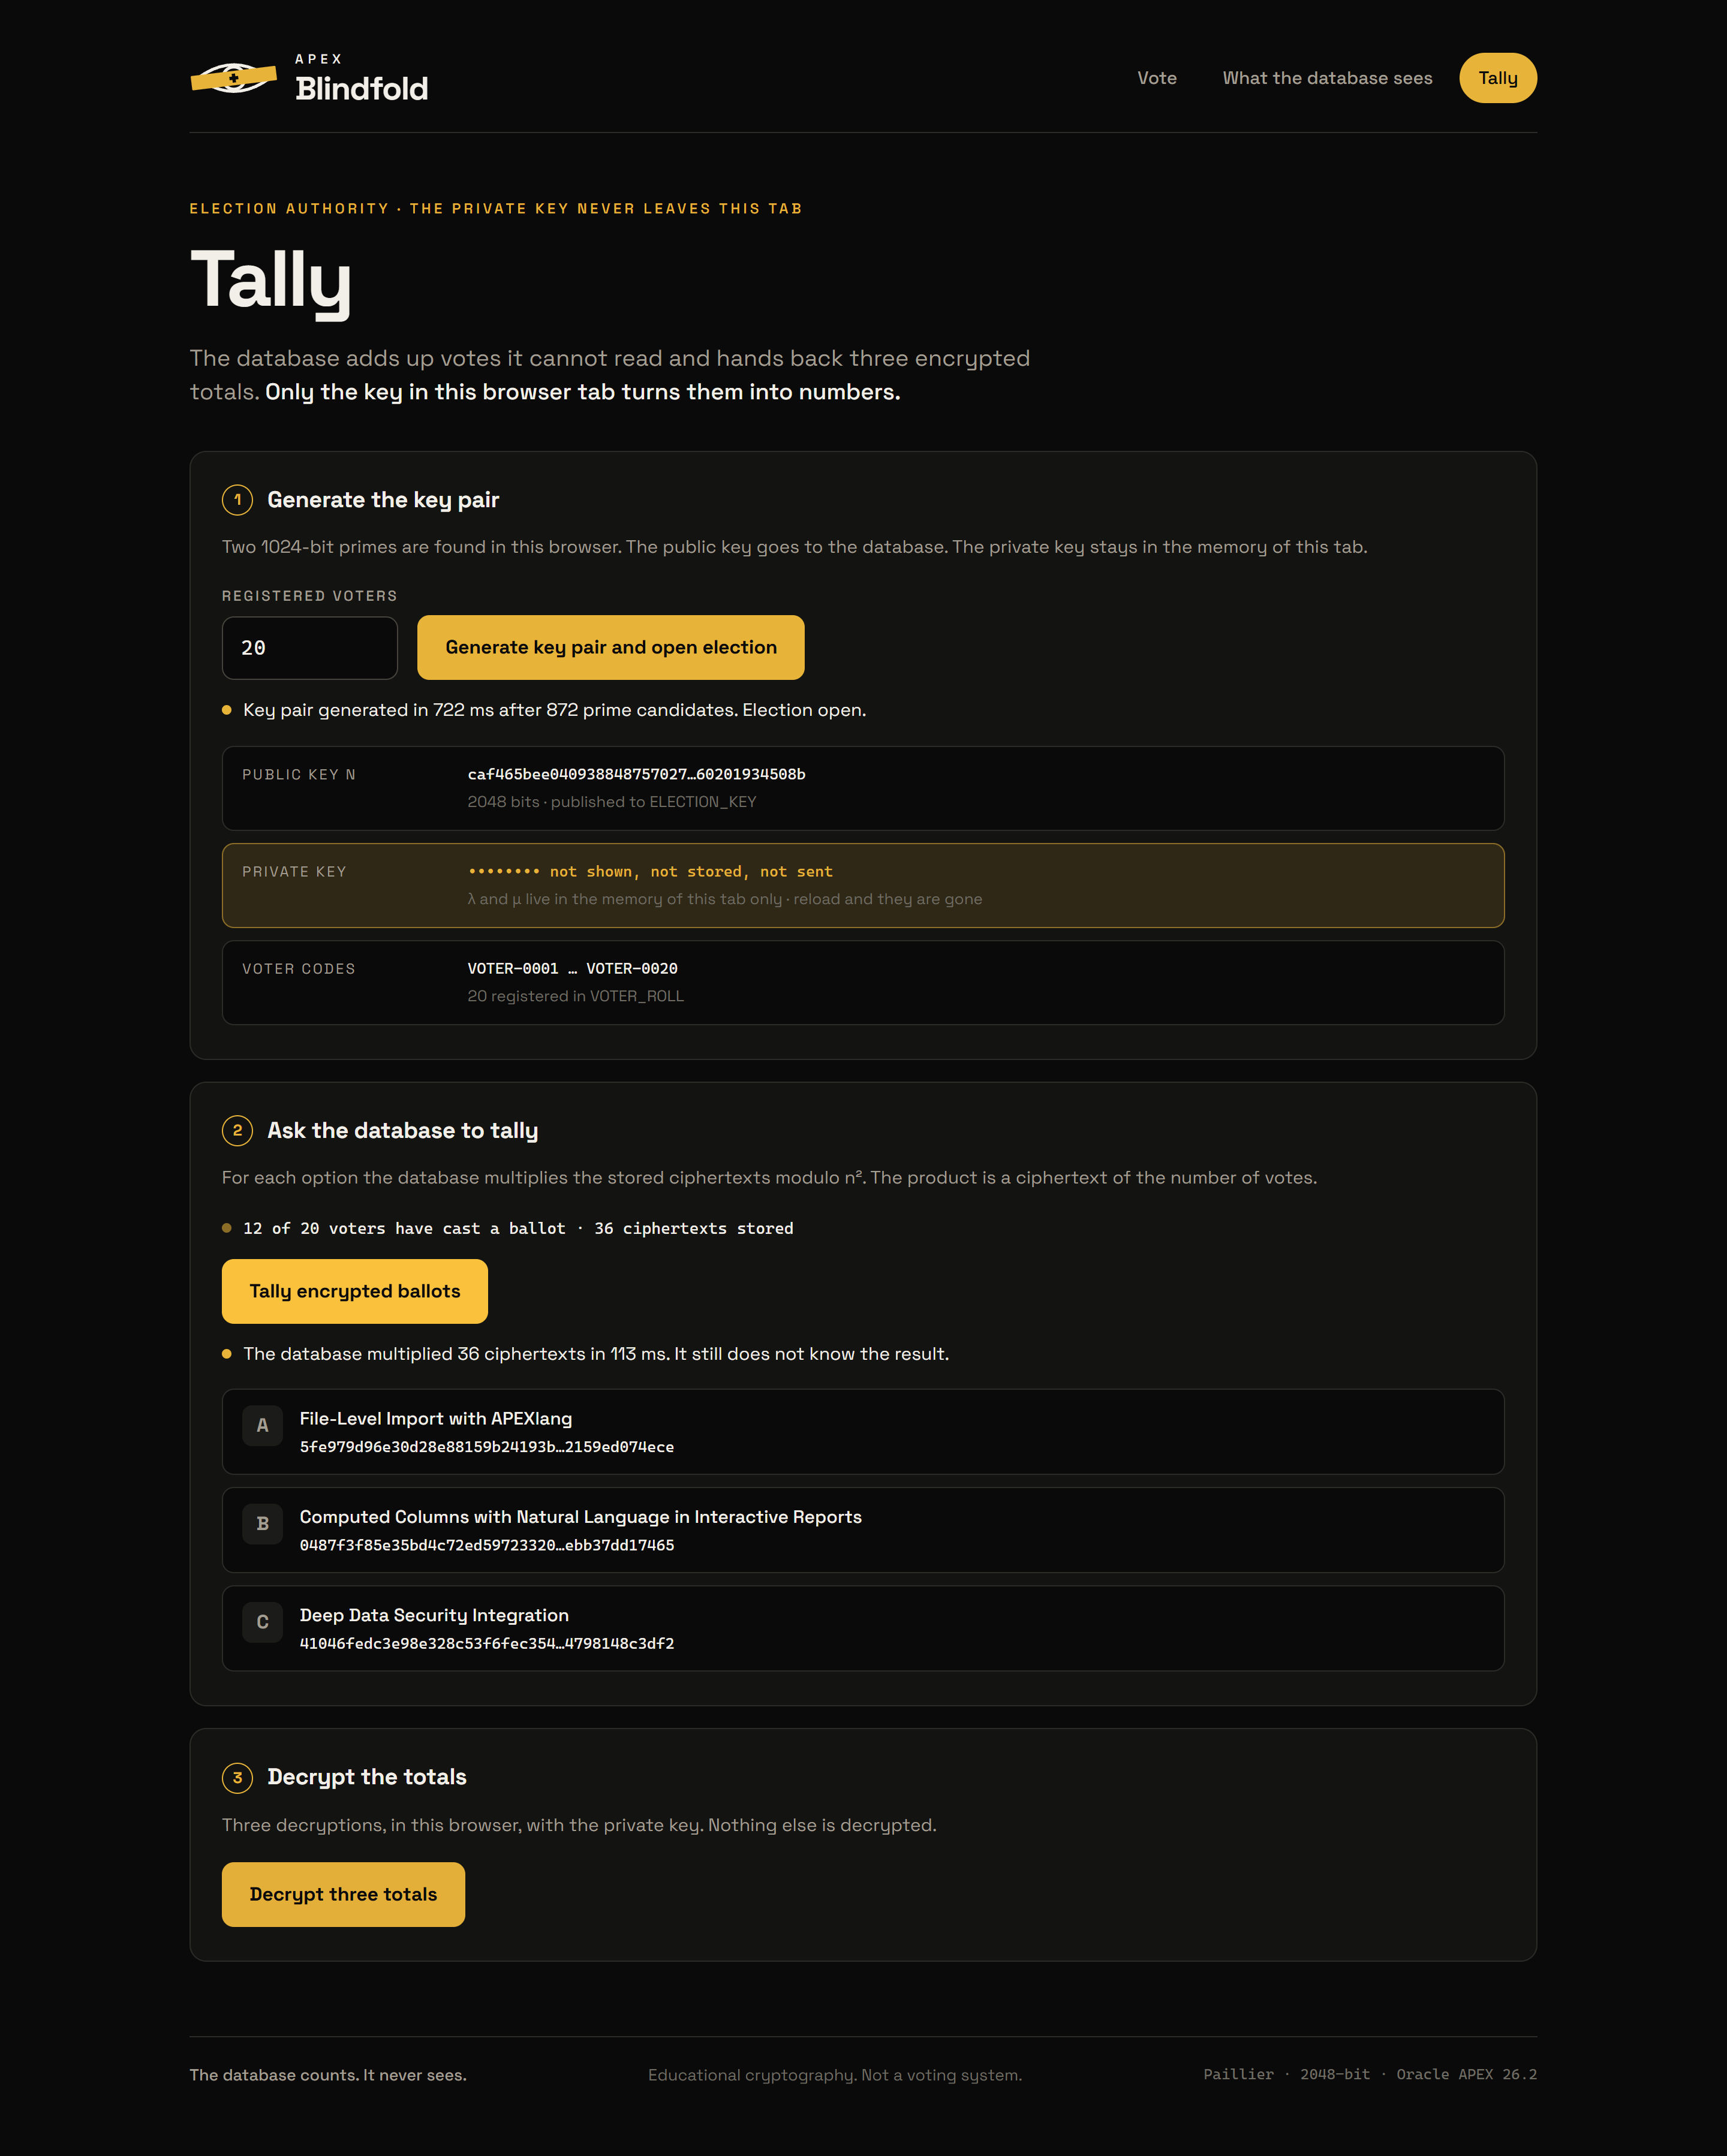 APEX
Blindfold
Vote
What the database sees
Tally
ELECTION AUTHORITY · THE PRIVATE KEY NEVER LEAVES THIS TAB
Tally
The database adds up votes it cannot read and hands back three encrypted
totals. Only the key in this browser tab turns them into numbers.
1 Generate the key pair
Two 1024-bit primes are found in this browser. The public key goes to the database. The private key stays in the memory of this tab.
REGISTERED VOTERS
20
Generate key pair and open election
Key pair generated in 722 ms after 872 prime candidates. Election open.
PUBLIC KEY N
caf465bee040938848757027…60201934508b
2048 bits · published to ELECTION_KEY
PRIVATE KEY
•••••••• not shown, not stored, not sent
λ and μ live in the memory of this tab only · reload and they are gone
VOTER CODES
VOTER-0001 … VOTER-0020
20 registered in VOTER_ROLL
2 Ask the database to tally
For each option the database multiplies the stored ciphertexts modulo n². The product is a ciphertext of the number of votes.
12 of 20 voters have cast a ballot · 36 ciphertexts stored
Tally encrypted ballots
The database multiplied 36 ciphertexts in 113 ms. It still does not know the result.
A
File-Level Import with APEXlang
5fe979d96e30d28e88159b24193b…2159ed074ece
B
Computed Columns with Natural Language in Interactive Reports
0487f3f85e35bd4c72ed59723320…ebb37dd17465
C
Deep Data Security Integration
41046fedc3e98e328c53f6fec354…4798148c3df2
3 Decrypt the totals
Three decryptions, in this browser, with the private key. Nothing else is decrypted.
Decrypt three totals
The database counts. It never sees.
Educational cryptography. Not a voting system.
Paillier · 2048-bit · Oracle APEX 26.2